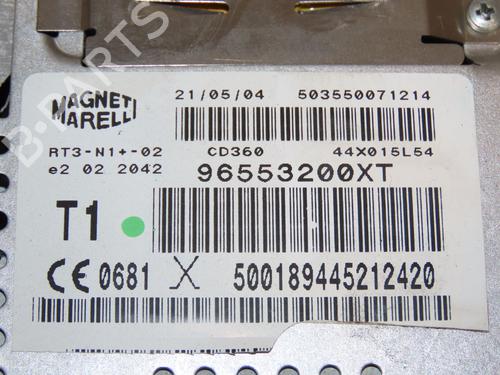 MAGNETI MARELLI
21/05/04 503550071214
RT3-N1+-02 CD360 44X015L54
e2 02 2042 96553200XT
T1
CE 0681 X 500189445212420
B-PARTS